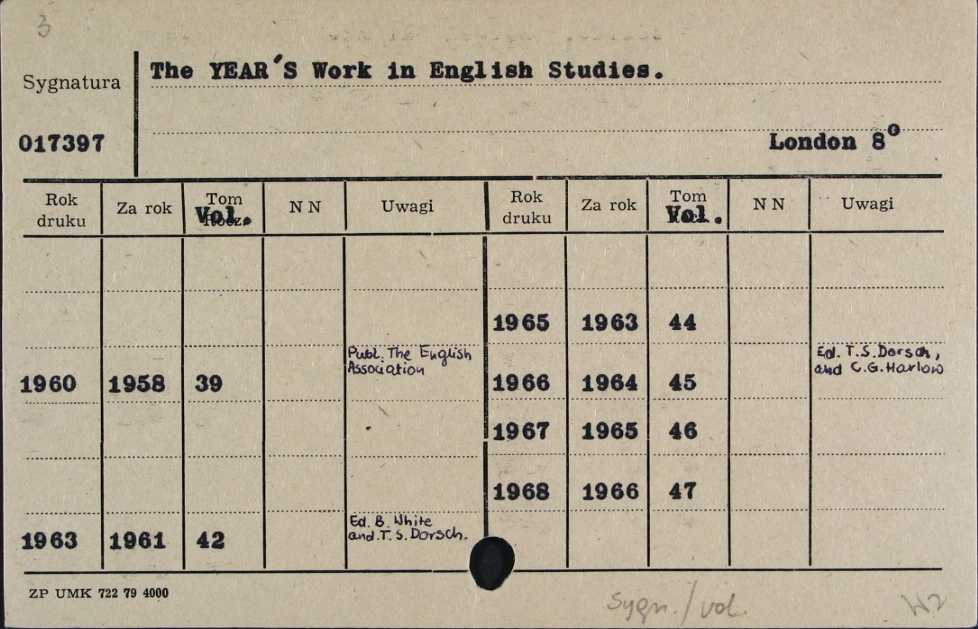 3
Sygnatura
The YEAR'S Work in English Studies.
017397
London 8°
Rok druku Za rok Tom Vol. N N Uwagi Rok druku Za rok Tom Vol. N N Uwagi
1965 1963 44
Publ. The English
Association
1960 1958 39
Ed. T.S. Dorsch,
and C.G. Harlow
1966 1964 45
1967 1965 46
1968 1966 47
Ed. B. White
and T.S. Dorsch.
1963 1961 42
ZP UMK 722 79 4000
Sygn./vol.